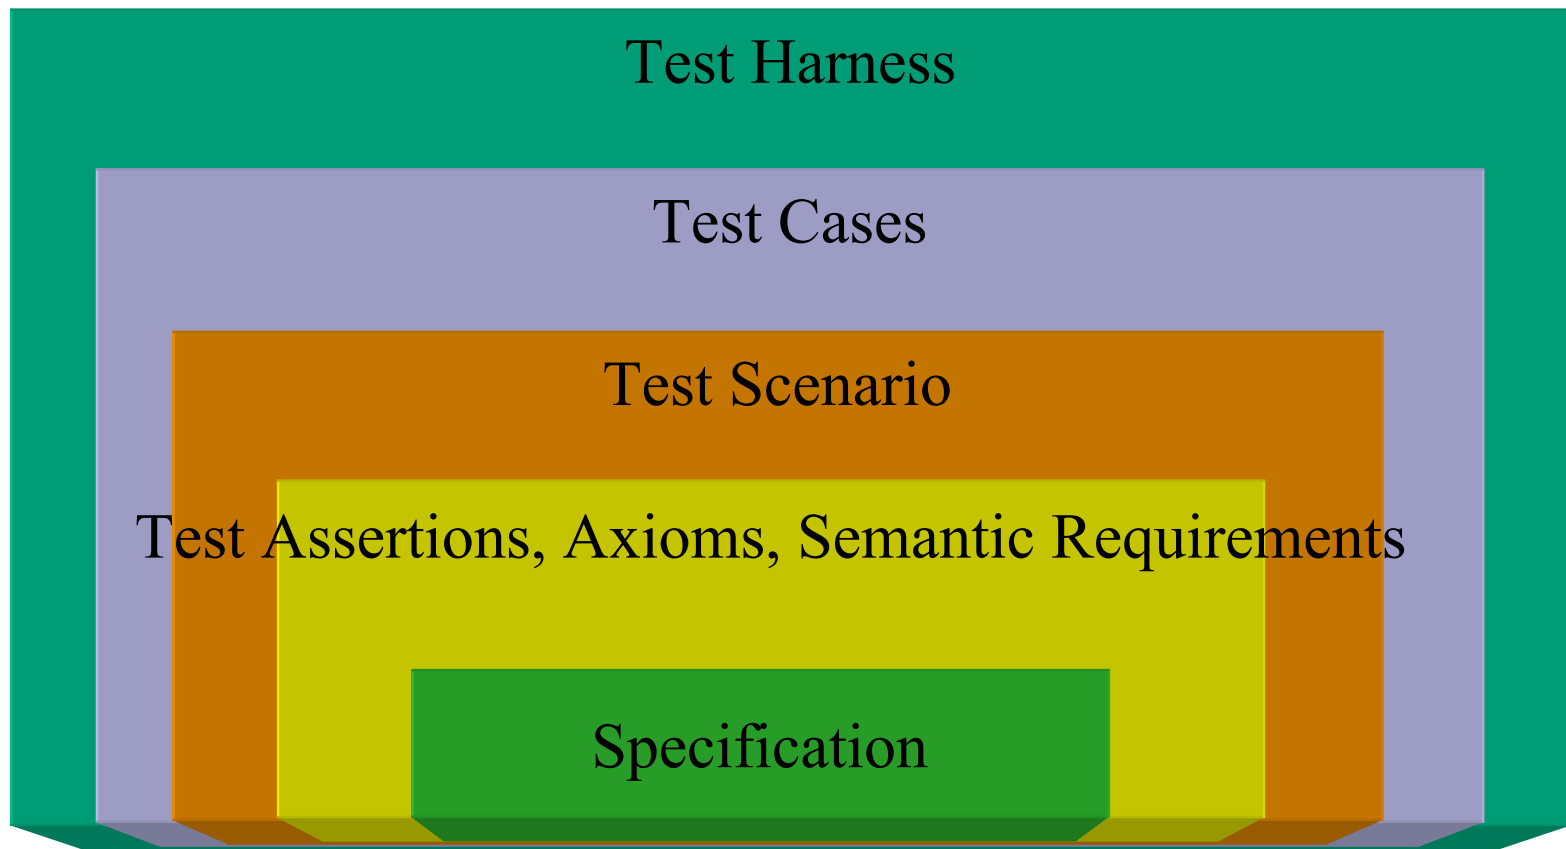 Test Harness
Test Cases
Test Scenario
Test Assertions, Axioms, Semantic Requirements
Specification